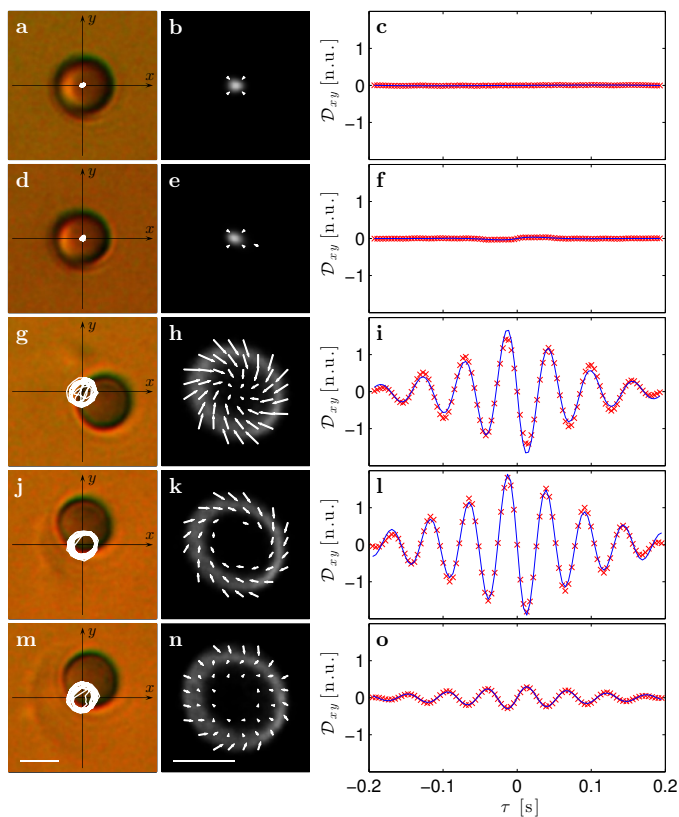 a y x
b
c 1 0 −1 𝒟xy [n.u.]
d y x
e
f 1 0 −1 𝒟xy [n.u.]
g y x
h
i 1 0 −1 𝒟xy [n.u.]
j y x
k
l 1 0 −1 𝒟xy [n.u.]
m y x
n
o 1 0 −1 𝒟xy [n.u.]
−0.2 −0.1 0 0.1 0.2
τ [s]